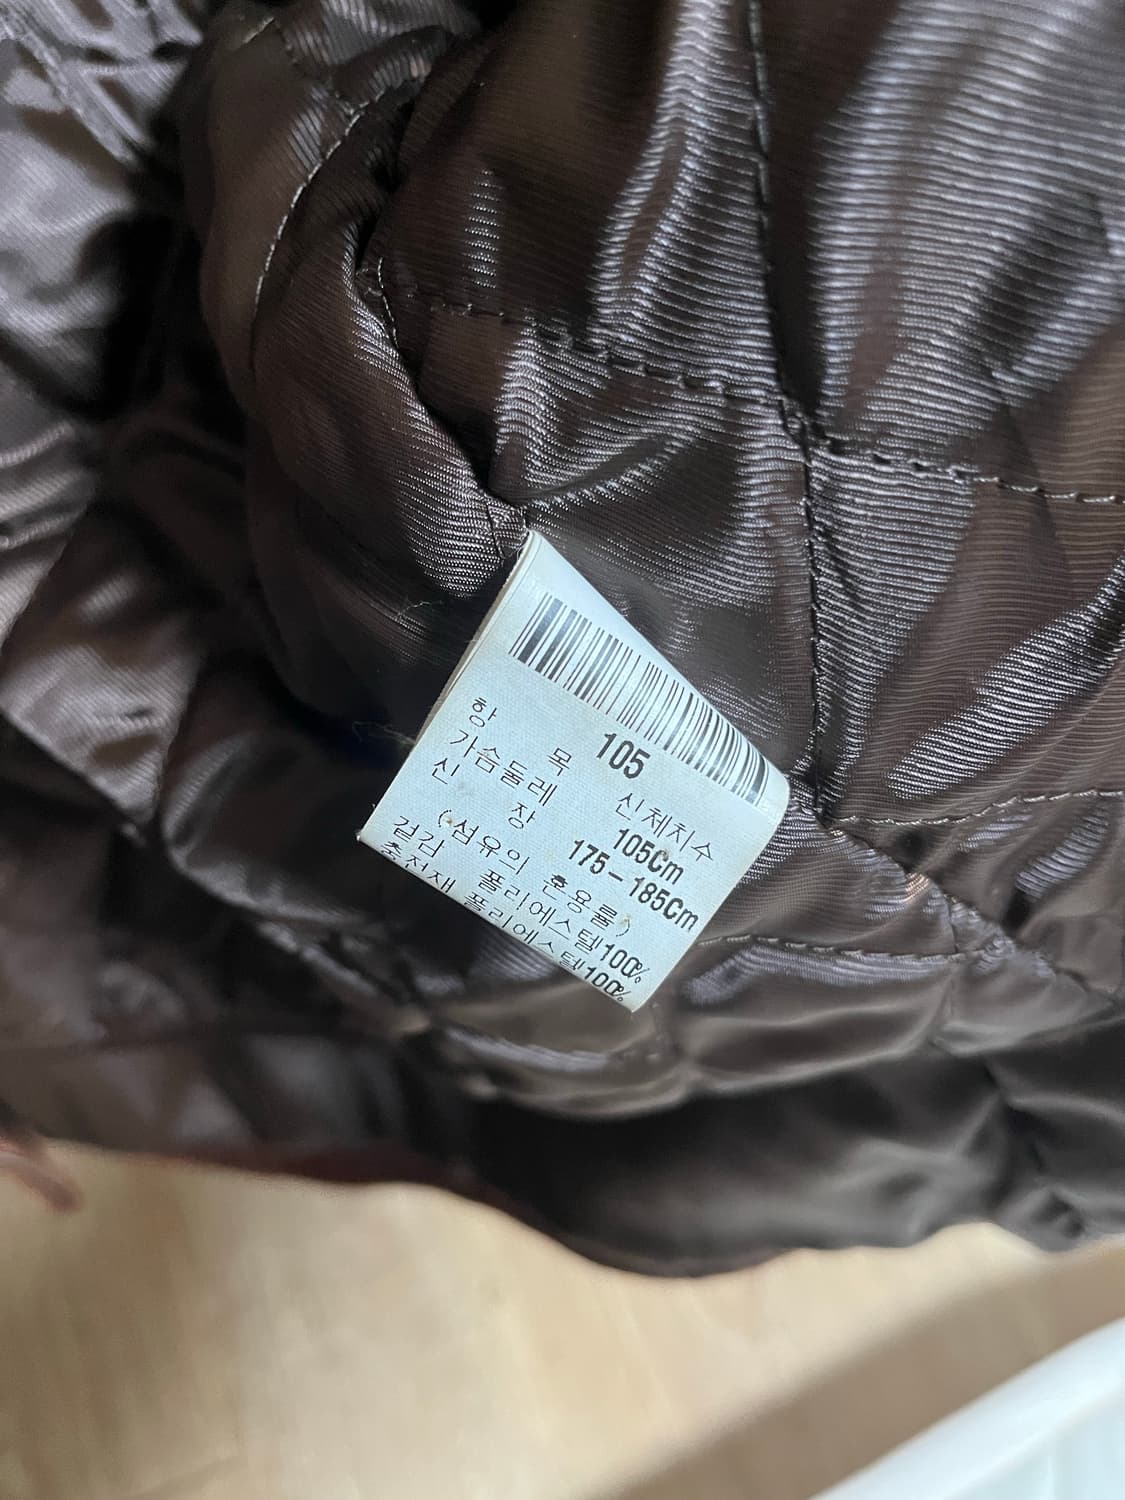 105
항 목 신체치수
가슴둘레 105Cm
신 장 175-185Cm
(섬유의 혼용률)
겉감 폴리에스텔100%
충전재 폴리에스텔100%